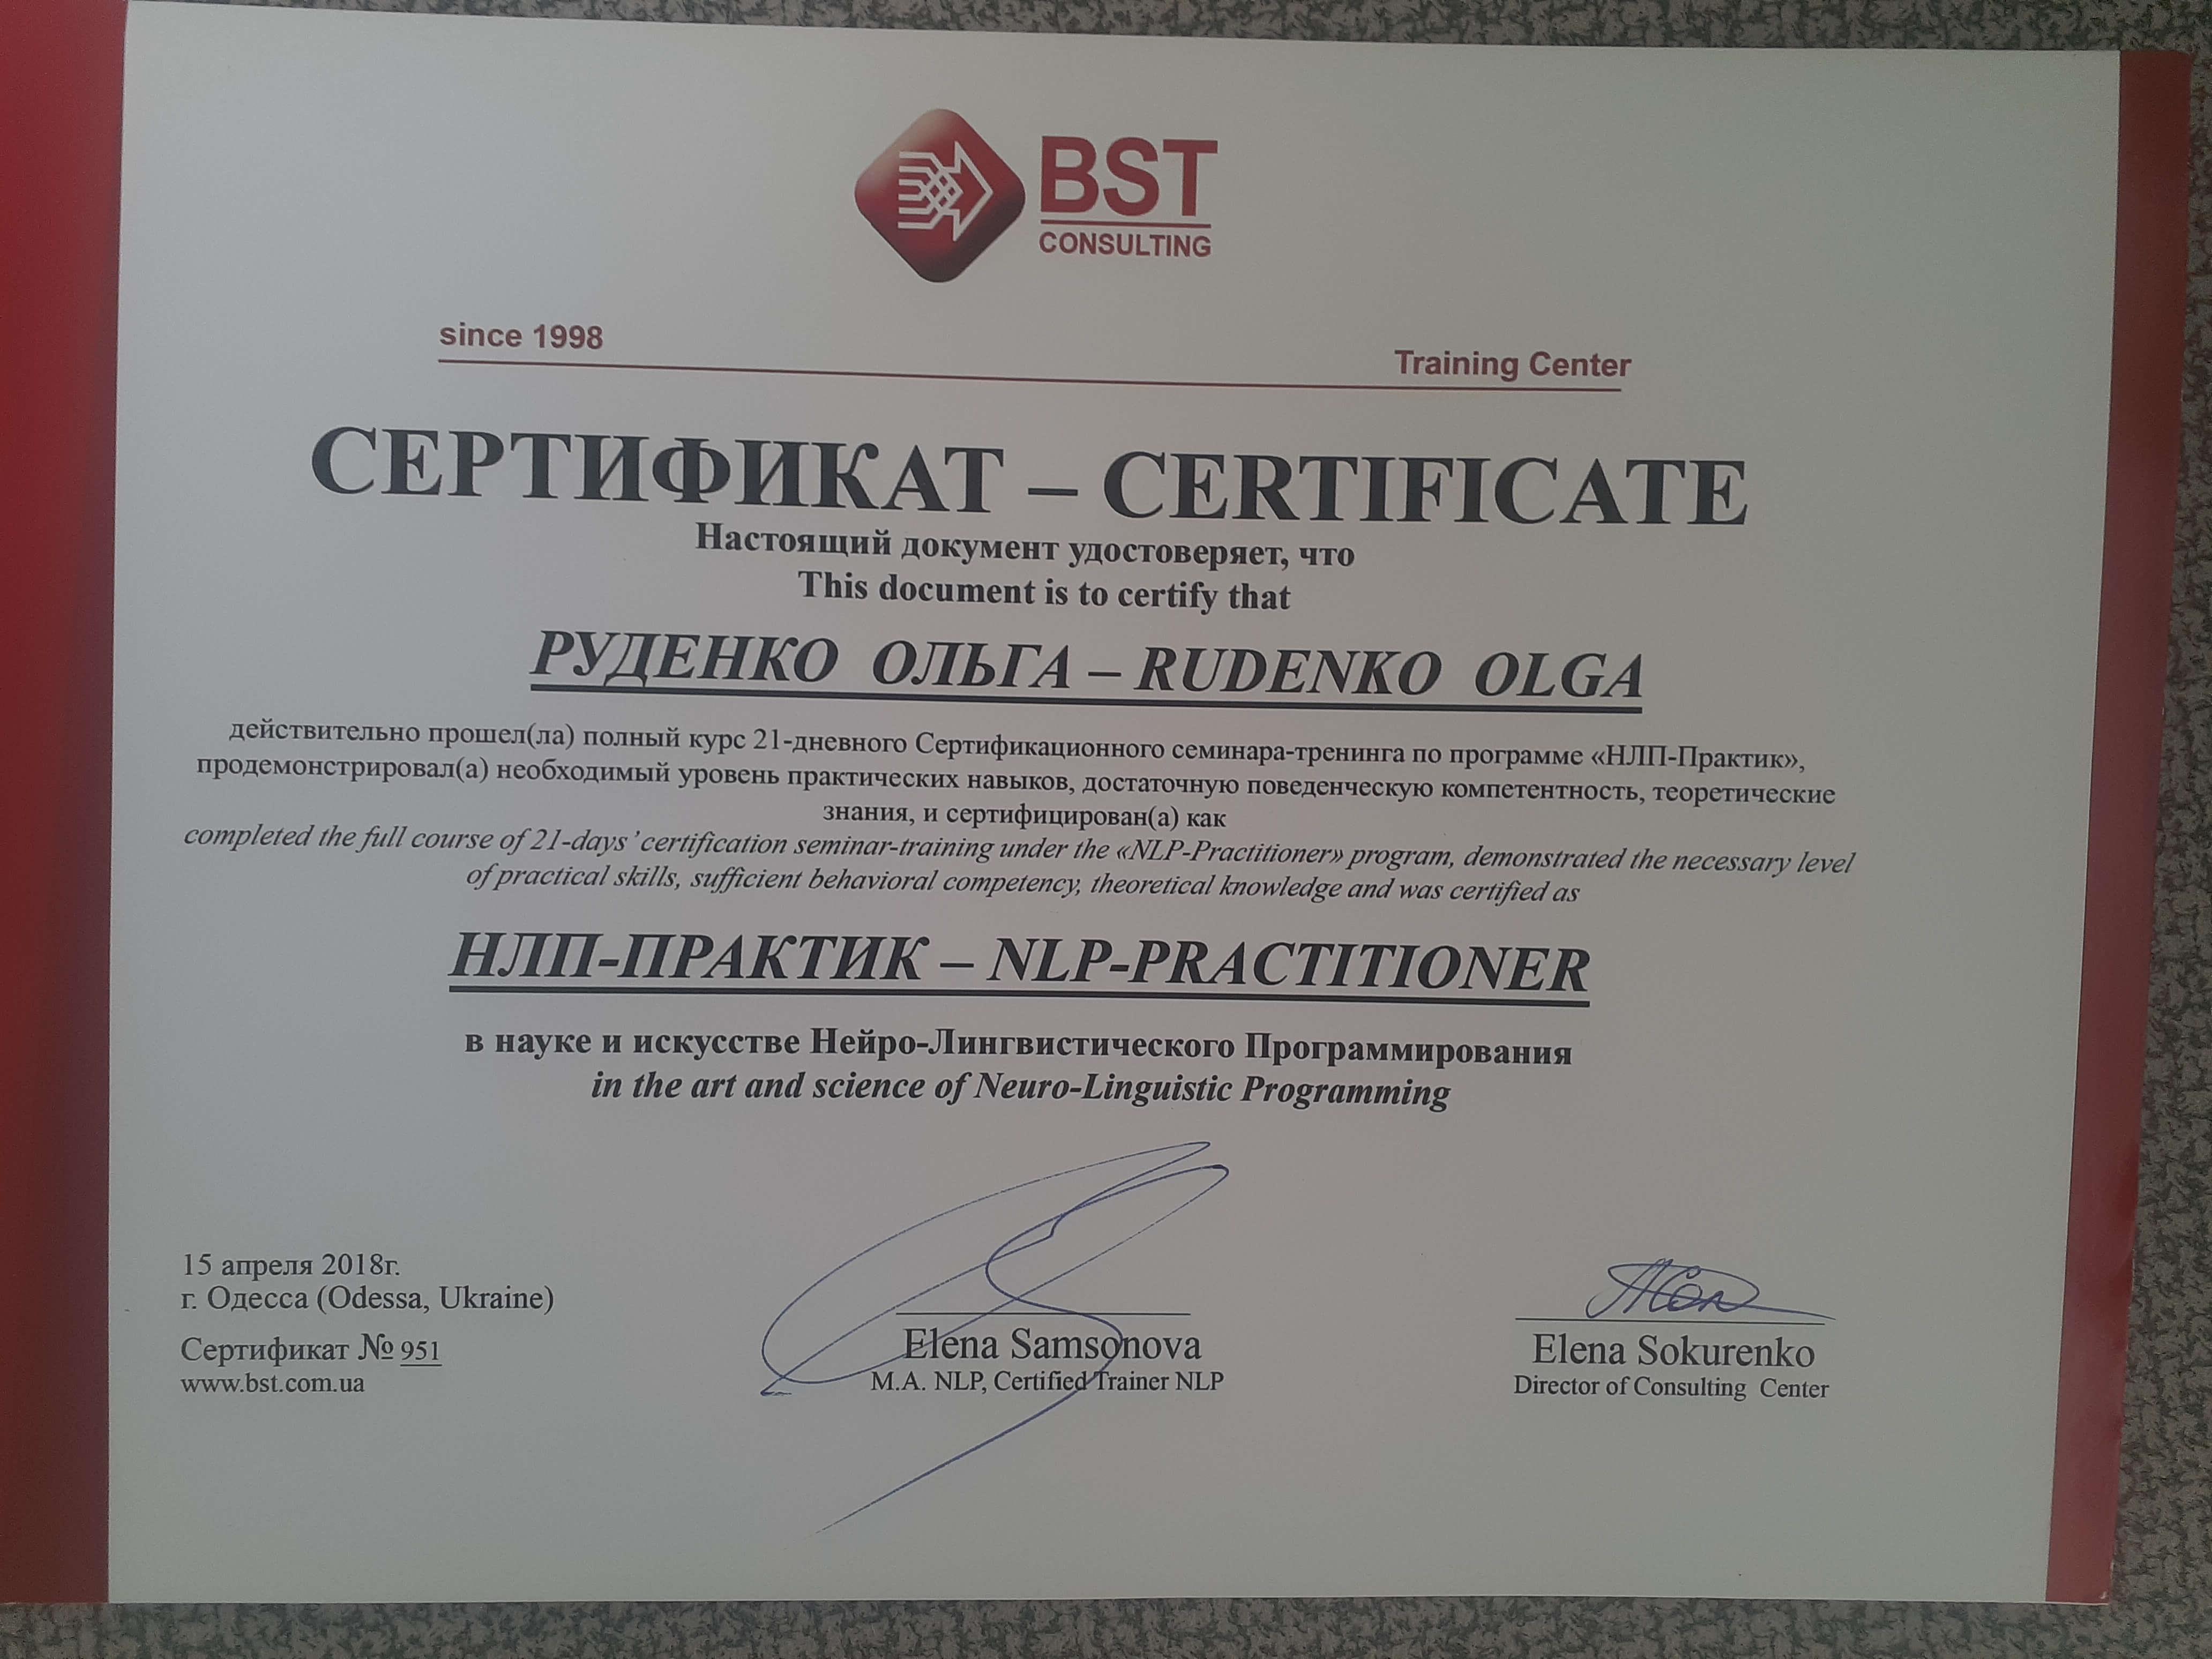 BST
CONSULTING
since 1998
Training Center
СЕРТИФИКАТ – CERTIFICATE
Настоящий документ удостоверяет, что
This document is to certify that
РУДЕНКО ОЛЬГА – RUDENKO OLGA
действительно прошел(ла) полный курс 21-дневного Сертификационного семинара-тренинга по программе «НЛП-Практик»,
продемонстрировал(а) необходимый уровень практических навыков, достаточную поведенческую компетентность, теоретические
знания, и сертифицирован(а) как
completed the full course of 21-days’ certification seminar-training under the «NLP-Practitioner» program, demonstrated the necessary level
of practical skills, sufficient behavioral competency, theoretical knowledge and was certified as
НЛП-ПРАКТИК – NLP-PRACTITIONER
в науке и искусстве Нейро-Лингвистического Программирования
in the art and science of Neuro-Linguistic Programming
15 апреля 2018г.
г. Одесса (Odessa, Ukraine)
Сертификат № 951
www.bst.com.ua
Elena Samsonova
M.A. NLP, Certified Trainer NLP
Elena Sokurenko
Director of Consulting Center